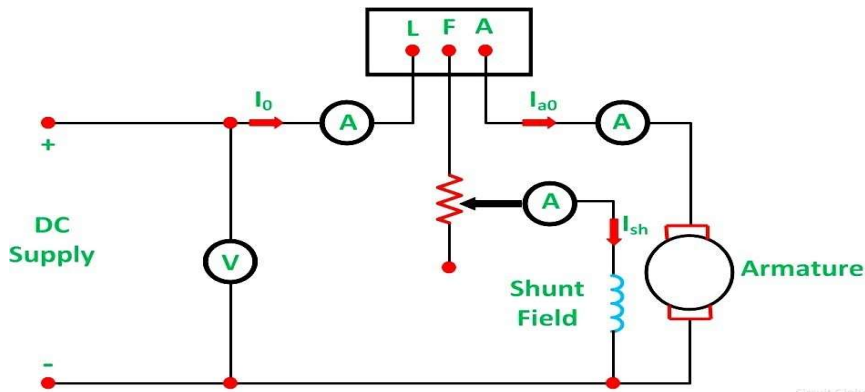 L F A
I₀
A
Iₐ₀
A
+
DC
Supply
V
A
Iₛₕ
Shunt
Field
Armature
-